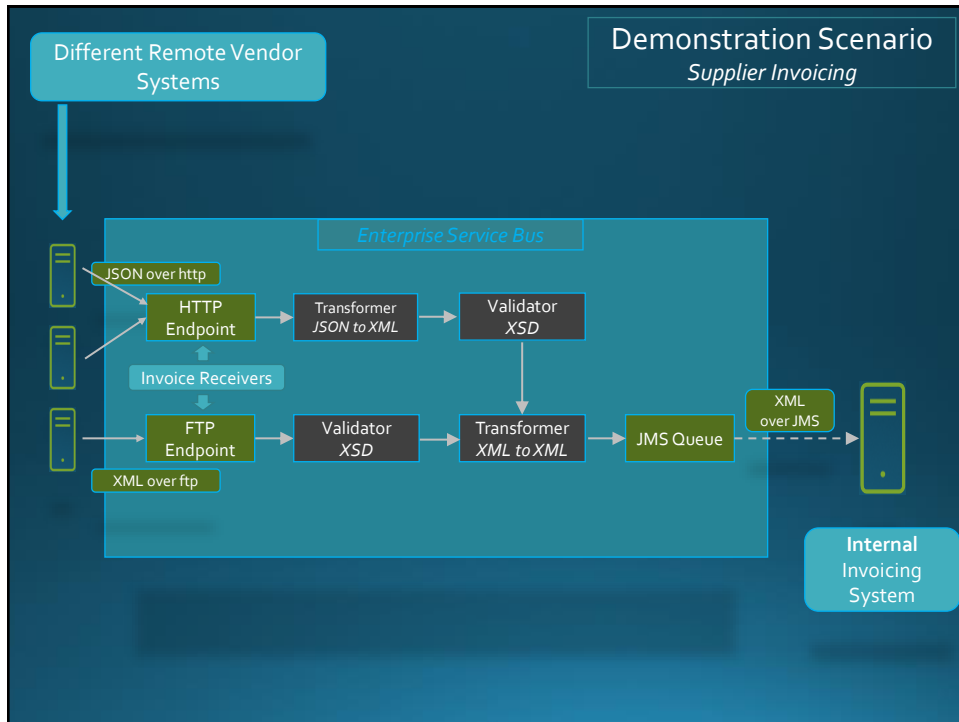 Different Remote Vendor
Systems
Demonstration Scenario
Supplier Invoicing
Enterprise Service Bus
JSON over http
HTTP
Endpoint
Transformer
JSON to XML
Validator
XSD
Invoice Receivers
FTP
Endpoint
Validator
XSD
Transformer
XML to XML
JMS Queue
XML
over JMS
XML over ftp
Internal
Invoicing
System